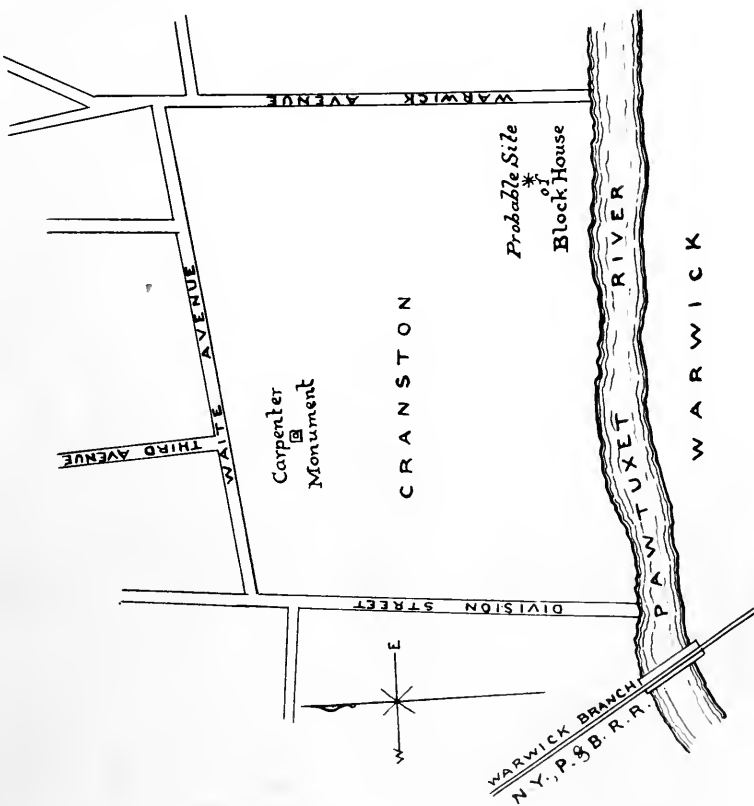 WARWICK AVENUE
Probable Site
of
Block House
WAITE AVENUE
THIRD AVENUE
Carpenter
Monument
CRANSTON
PAWTUXET RIVER
WARWICK
DIVISION STREET
W
E
WARWICK BRANCH
N.Y., P. & B. R. R.